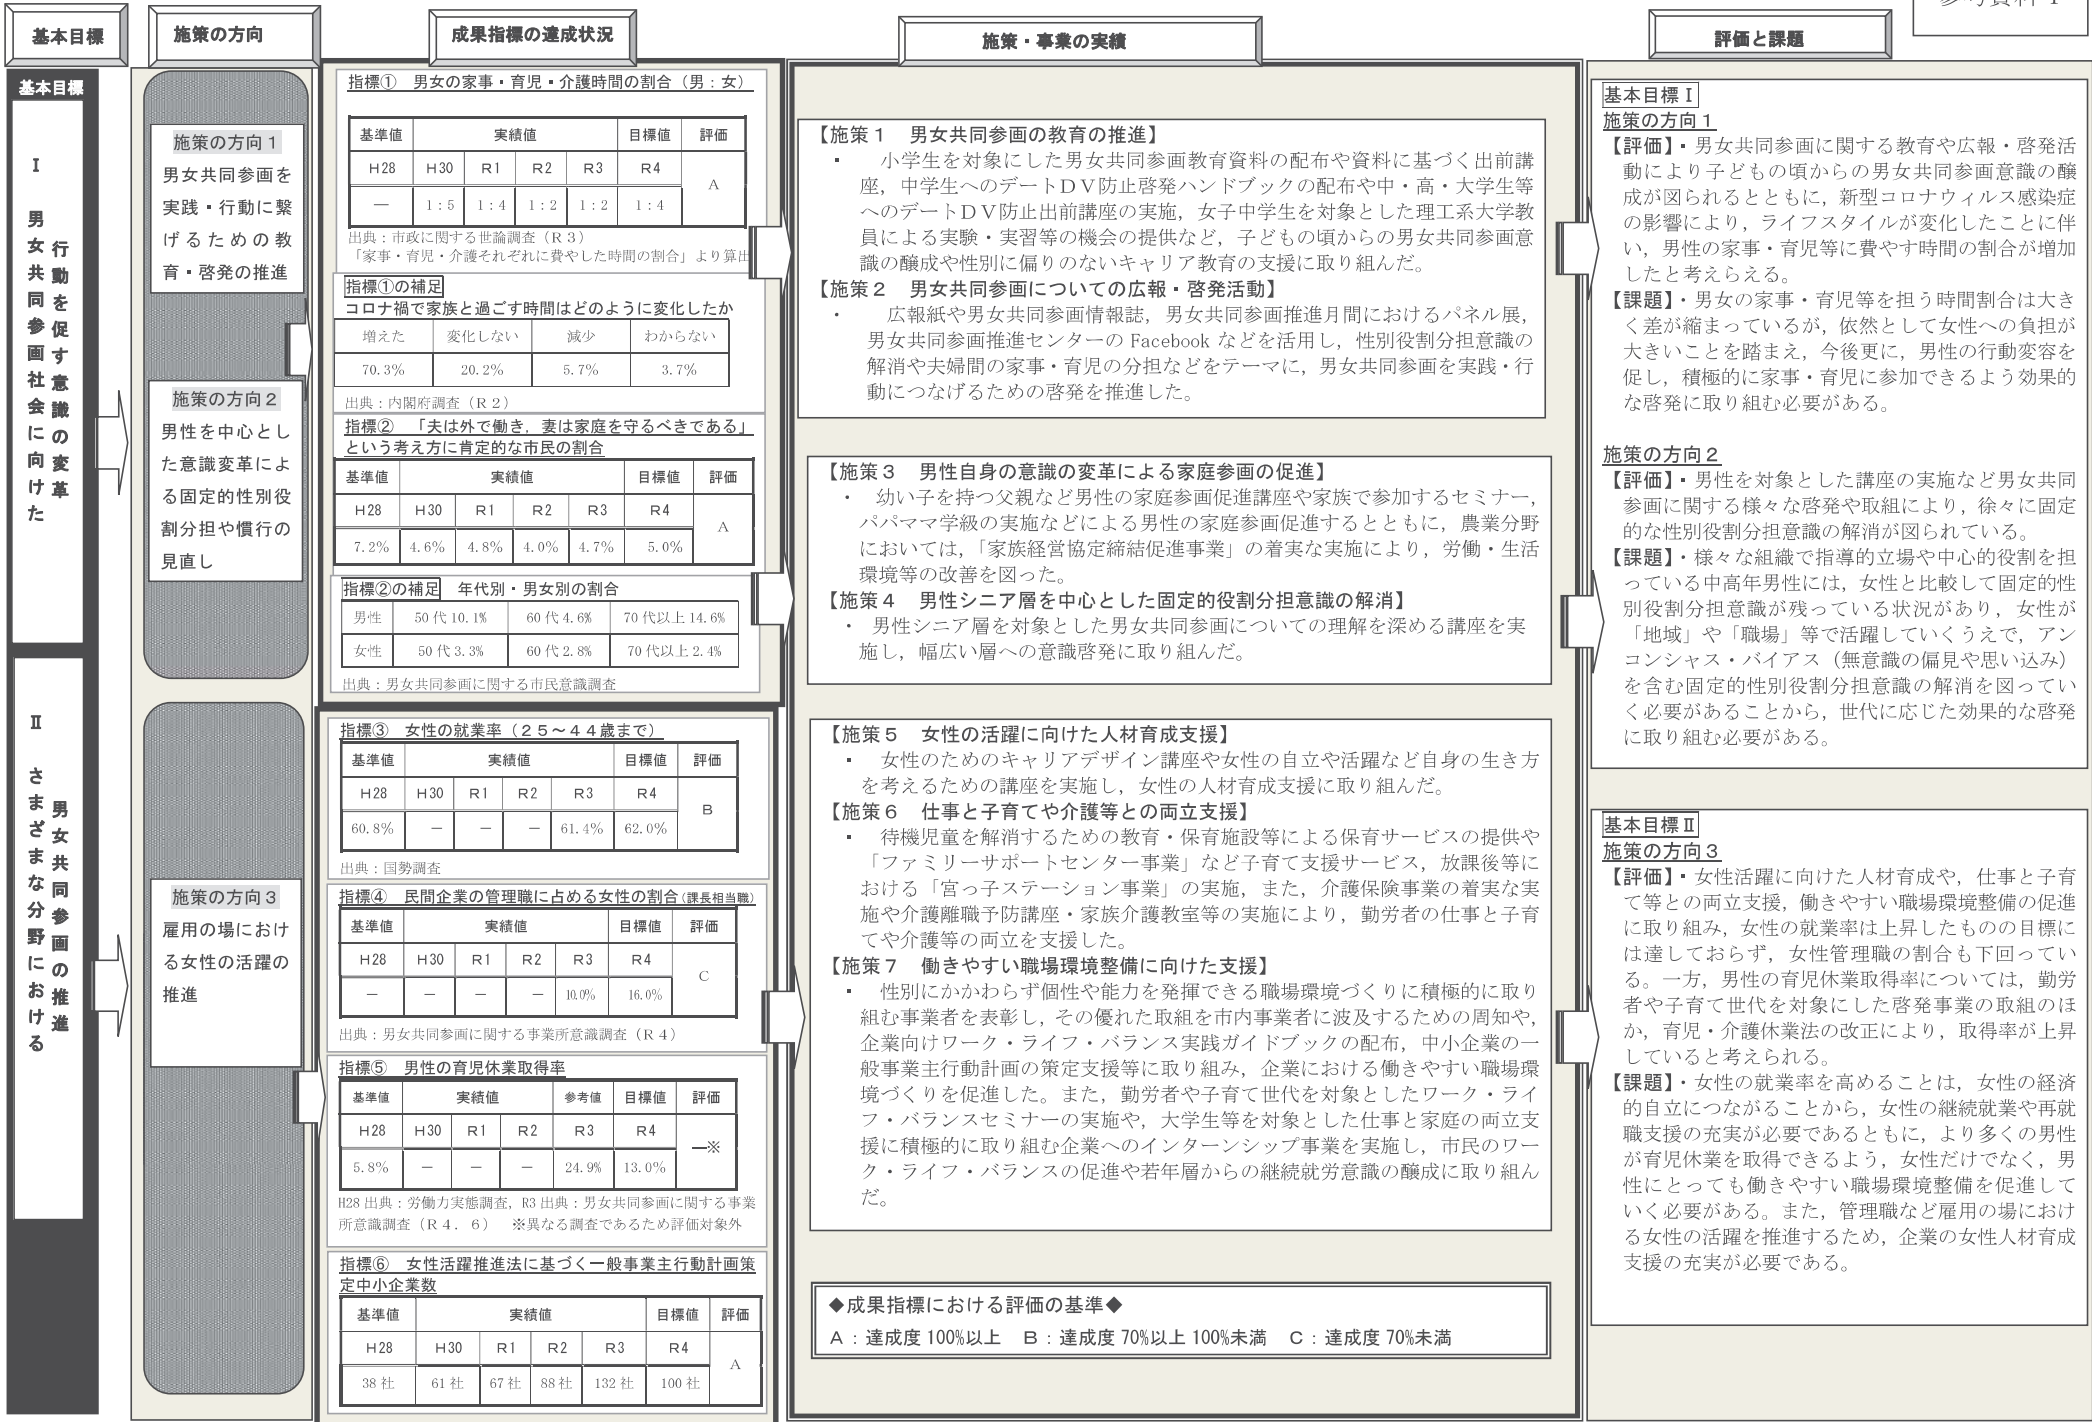 参考資料１
基本目標
施策の方向
成果指標の達成状況
施策・事業の実績
評価と課題
基本目標
Ⅰ　男女共同参画社会に向けた
行動を促す意識の変革
施策の方向１
男女共同参画を
実践・行動に繋
げるための教
育・啓発の推進
施策の方向２
男性を中心とし
た意識変革によ
る固定的性別役
割分担や慣行の
見直し
指標①　男女の家事・育児・介護時間の割合（男：女）
基準値　実績値　目標値　評価
H28　H30　R1　R2　R3　R4　A
―　1：5　1：4　1：2　1：2　1：4
出典：市政に関する世論調査（R３）
「家事・育児・介護それぞれに費やした時間の割合」より算出
指標①の補足
コロナ禍で家族と過ごす時間はどのように変化したか
増えた　変化しない　減少　わからない
70.3%　20.2%　5.7%　3.7%
出典：内閣府調査（R２）
指標②　「夫は外で働き，妻は家庭を守るべきである」
という考え方に肯定的な市民の割合
基準値　実績値　目標値　評価
H28　H30　R1　R2　R3　R4　A
7.2%　4.6%　4.8%　4.0%　4.7%　5.0%
指標②の補足　年代別・男女別の割合
男性　50代10.1%　60代4.6%　70代以上14.6%
女性　50代3.3%　60代2.8%　70代以上2.4%
出典：男女共同参画に関する市民意識調査
【施策１　男女共同参画の教育の推進】
・　小学生を対象にした男女共同参画教育資料の配布や資料に基づく出前講
座，中学生へのデートＤＶ防止啓発ハンドブックの配布や中・高・大学生等
へのデートＤＶ防止出前講座の実施，女子中学生を対象とした理工系大学教
員による実験・実習等の機会の提供など，子どもの頃からの男女共同参画意
識の醸成や性別に偏りのないキャリア教育の支援に取り組んだ。
【施策２　男女共同参画についての広報・啓発活動】
・　広報紙や男女共同参画情報誌，男女共同参画推進月間におけるパネル展，
男女共同参画推進センターの Facebook などを活用し，性別役割分担意識の
解消や夫婦間の家事・育児の分担などをテーマに，男女共同参画を実践・行
動につなげるための啓発を推進した。
【施策３　男性自身の意識の変革による家庭参画の促進】
・　幼い子を持つ父親など男性の家庭参画促進講座や家族で参加するセミナー，
パパママ学級の実施などによる男性の家庭参画促進するとともに，農業分野
においては，「家族経営協定締結促進事業」の着実な実施により，労働・生活
環境等の改善を図った。
【施策４　男性シニア層を中心とした固定的役割分担意識の解消】
・　男性シニア層を対象とした男女共同参画についての理解を深める講座を実
施し，幅広い層への意識啓発に取り組んだ。
基本目標Ⅰ
施策の方向１
【評価】・男女共同参画に関する教育や広報・啓発活
動により子どもの頃からの男女共同参画意識の醸
成が図られるとともに，新型コロナウィルス感染症
の影響により，ライフスタイルが変化したことに伴
い，男性の家事・育児等に費やす時間の割合が増加
したと考えらえる。
【課題】・男女の家事・育児等を担う時間割合は大き
く差が縮まっているが，依然として女性への負担が
大きいことを踏まえ，今後更に，男性の行動変容を
促し，積極的に家事・育児に参加できるよう効果的
な啓発に取り組む必要がある。
施策の方向２
【評価】・男性を対象とした講座の実施など男女共同
参画に関する様々な啓発や取組により，徐々に固定
的な性別役割分担意識の解消が図られている。
【課題】・様々な組織で指導的立場や中心的役割を担
っている中高年男性には，女性と比較して固定的性
別役割分担意識が残っている状況があり，女性が
「地域」や「職場」等で活躍していくうえで，アン
コンシャス・バイアス（無意識の偏見や思い込み）
を含む固定的性別役割分担意識の解消を図ってい
く必要があることから，世代に応じた効果的な啓発
に取り組む必要がある。
Ⅱ　さまざまな分野における
男女共同参画の推進
施策の方向３
雇用の場におけ
る女性の活躍の
推進
指標③　女性の就業率（２５～４４歳まで）
基準値　実績値　目標値　評価
H28　H30　R1　R2　R3　R4　B
60.8%　－　－　－　61.4%　62.0%
出典：国勢調査
指標④　民間企業の管理職に占める女性の割合（課長相当職）
基準値　実績値　目標値　評価
H28　H30　R1　R2　R3　R4　C
－　－　－　－　10.0%　16.0%
出典：男女共同参画に関する事業所意識調査（R４）
指標⑤　男性の育児休業取得率
基準値　実績値　参考値　目標値　評価
H28　H30　R1　R2　R3　R4　―※
5.8%　－　－　－　24.9%　13.0%
H28 出典：労働力実態調査，R3 出典：男女共同参画に関する事業
所意識調査（R４．６）　※異なる調査であるため評価対象外
指標⑥　女性活躍推進法に基づく一般事業主行動計画策
定中小企業数
基準値　実績値　目標値　評価
H28　H30　R1　R2　R3　R4　A
38 社　61 社　67 社　88 社　132 社　100 社
【施策５　女性の活躍に向けた人材育成支援】
・　女性のためのキャリアデザイン講座や女性の自立や活躍など自身の生き方
を考えるための講座を実施し，女性の人材育成支援に取り組んだ。
【施策６　仕事と子育てや介護等との両立支援】
・　待機児童を解消するための教育・保育施設等による保育サービスの提供や
「ファミリーサポートセンター事業」など子育て支援サービス，放課後等に
おける「宮っ子ステーション事業」の実施，また，介護保険事業の着実な実
施や介護離職予防講座・家族介護教室等の実施により，勤労者の仕事と子育
てや介護等の両立を支援した。
【施策７　働きやすい職場環境整備に向けた支援】
・　性別にかかわらず個性や能力を発揮できる職場環境づくりに積極的に取り
組む事業者を表彰し，その優れた取組を市内事業者に波及するための周知や，
企業向けワーク・ライフ・バランス実践ガイドブックの配布，中小企業の一
般事業主行動計画の策定支援等に取り組み，企業における働きやすい職場環
境づくりを促進した。また，勤労者や子育て世代を対象としたワーク・ライ
フ・バランスセミナーの実施や，大学生等を対象とした仕事と家庭の両立支
援に積極的に取り組む企業へのインターンシップ事業を実施し，市民のワー
ク・ライフ・バランスの促進や若年層からの継続就労意識の醸成に取り組ん
だ。
◆成果指標における評価の基準◆
Ａ：達成度 100%以上　Ｂ：達成度 70%以上 100%未満　Ｃ：達成度 70%未満
基本目標Ⅱ
施策の方向３
【評価】・女性活躍に向けた人材育成や，仕事と子育
て等との両立支援，働きやすい職場環境整備の促進
に取り組み，女性の就業率は上昇したものの目標に
は達しておらず，女性管理職の割合も下回ってい
る。一方，男性の育児休業取得率については，勤労
者や子育て世代を対象にした啓発事業の取組のほ
か，育児・介護休業法の改正により，取得率が上昇
していると考えられる。
【課題】・女性の就業率を高めることは，女性の経済
的自立につながることから，女性の継続就業や再就
職支援の充実が必要であるともに，より多くの男性
が育児休業を取得できるよう，女性だけでなく，男
性にとっても働きやすい職場環境整備を促進して
いく必要がある。また，管理職など雇用の場におけ
る女性の活躍を推進するため，企業の女性人材育成
支援の充実が必要である。